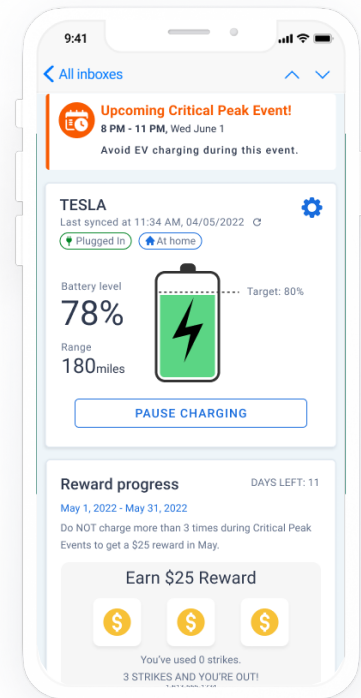 9:41
All inboxes
Upcoming Critical Peak Event!
8 PM - 11 PM, Wed June 1
Avoid EV charging during this event.
TESLA
Last synced at 11:34 AM, 04/05/2022
Plugged In
At home
Battery level
78%
Target: 80%
Range
180miles
PAUSE CHARGING
Reward progress
DAYS LEFT: 11
May 1, 2022 - May 31, 2022
Do NOT charge more than 3 times during Critical Peak
Events to get a $25 reward in May.
Earn $25 Reward
$ $ $
You've used 0 strikes.
3 STRIKES AND YOU'RE OUT!